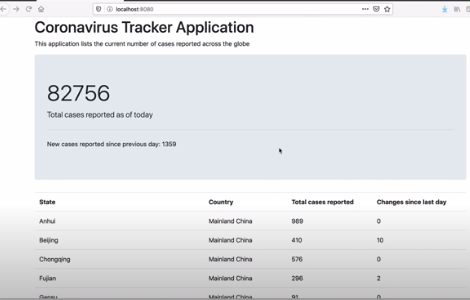 localhost:8080
Coronavirus Tracker Application
This application lists the current number of cases reported across the globe
82756
Total cases reported as of today
New cases reported since previous day: 1359
State Country Total cases reported Changes since last day
Anhui Mainland China 989 0
Beijing Mainland China 410 10
Chongqing Mainland China 576 0
Fujian Mainland China 296 2
Gansu Mainland China 91 0